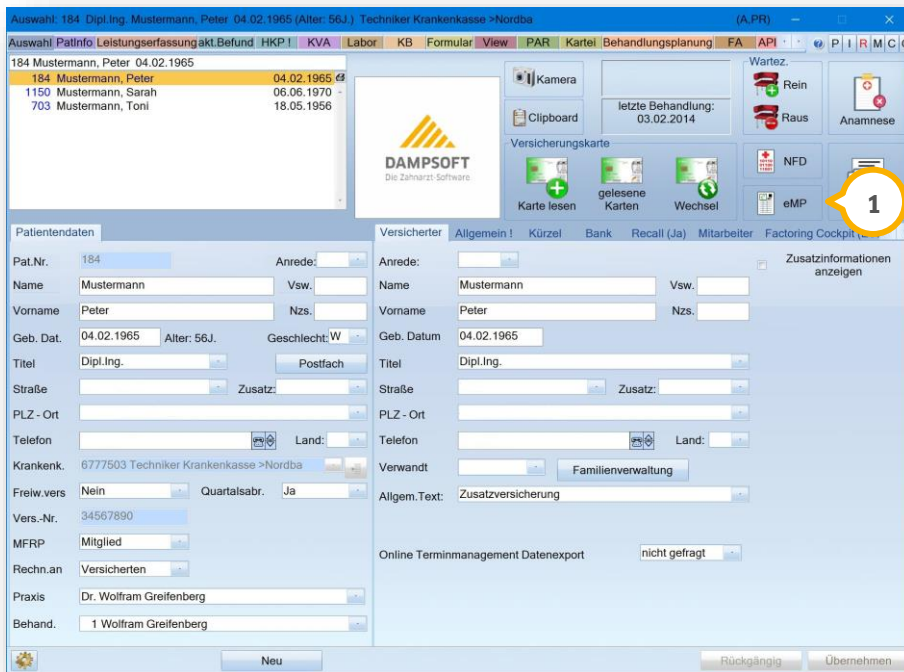 Auswahl: 184 Dipl.Ing. Mustermann, Peter 04.02.1965 (Alter: 56J.) Techniker Krankenkasse >Nordba (A,PR)
Auswahl PatInfo Leistungserfassung akt.Befund HKP ! KVA Labor KB Formular View PAR Kartei Behandlungsplanung FA API P I R M C
184 Mustermann, Peter 04.02.1965
184 Mustermann, Peter 04.02.1965
1150 Mustermann, Sarah 06.06.1970
703 Mustermann, Toni 18.05.1956
DAMPSOFT
Die Zahnarzt-Software
Kamera
Clipboard
letzte Behandlung:
03.02.2014
Versicherungskarte
Karte lesen
gelesene
Karten
Wechsel
Wartez.
Rein
Raus
NFD
eMP
Anamnese
1
Patientendaten
Pat.Nr. 184 Anrede:
Name Mustermann Vsw.
Vorname Peter Nzs.
Geb. Dat. 04.02.1965 Alter: 56J. Geschlecht: W
Titel Dipl.Ing. Postfach
Straße Zusatz:
PLZ - Ort
Telefon Land:
Krankenk. 6777503 Techniker Krankenkasse >Nordba
Freiw.vers Nein Quartalsabr. Ja
Vers.-Nr. 34567890
MFRP Mitglied
Rechn.an Versicherten
Praxis Dr. Wolfram Greifenberg
Behand. 1 Wolfram Greifenberg
Versicherter Allgemein ! Kürzel Bank Recall (Ja) Mitarbeiter Factoring Cockpit
Anrede: Zusatzinformationen
anzeigen
Name Mustermann Vsw.
Vorname Peter Nzs.
Geb. Datum 04.02.1965
Titel Dipl.Ing.
Straße Zusatz:
PLZ - Ort
Telefon Land:
Verwandt Familienverwaltung
Allgem.Text: Zusatzversicherung
Online Terminmanagement Datenexport nicht gefragt
Neu Rückgängig Übernehmen